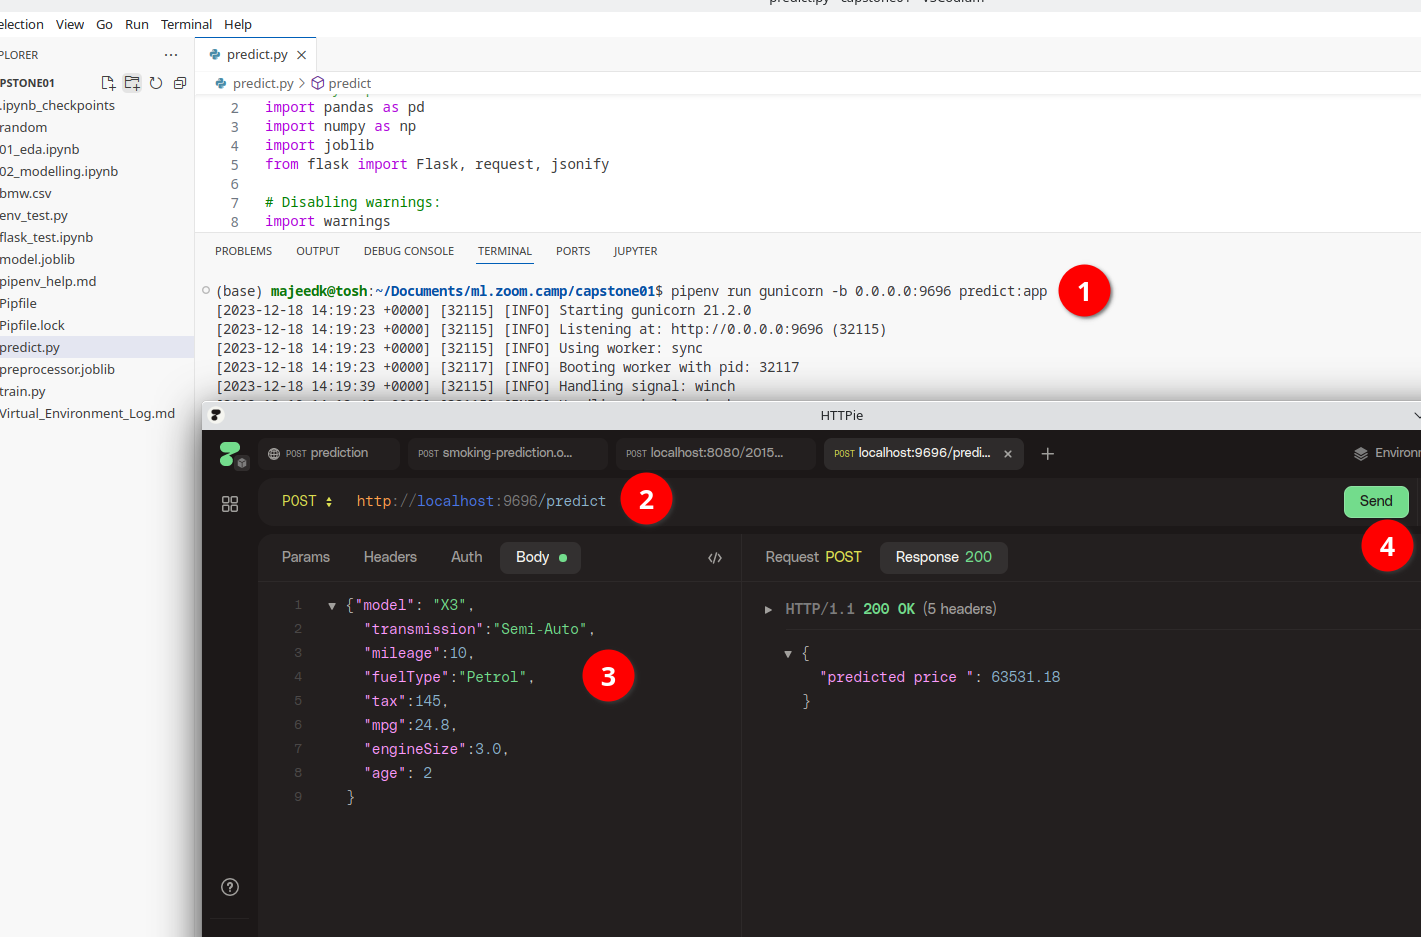 predict.py - capstone01 - VSCodium
election View Go Run Terminal Help
PLORER
predict.py
PSTONE01
predict.py > predict
.ipynb_checkpoints
random
01_eda.ipynb
02_modelling.ipynb
bmw.csv
env_test.py
flask_test.ipynb
model.joblib
pipenv_help.md
Pipfile
Pipfile.lock
predict.py
preprocessor.joblib
train.py
Virtual_Environment_Log.md
2 import pandas as pd
3 import numpy as np
4 import joblib
5 from flask import Flask, request, jsonify
6
7 # Disabling warnings:
8 import warnings
PROBLEMS OUTPUT DEBUG CONSOLE TERMINAL PORTS JUPYTER
(base) majeedk@tosh:~/Documents/ml.zoom.camp/capstone01$ pipenv run gunicorn -b 0.0.0.0:9696 predict:app
1
[2023-12-18 14:19:23 +0000] [32115] [INFO] Starting gunicorn 21.2.0
[2023-12-18 14:19:23 +0000] [32115] [INFO] Listening at: http://0.0.0.0:9696 (32115)
[2023-12-18 14:19:23 +0000] [32115] [INFO] Using worker: sync
[2023-12-18 14:19:23 +0000] [32117] [INFO] Booting worker with pid: 32117
[2023-12-18 14:19:39 +0000] [32115] [INFO] Handling signal: winch
HTTPie
POST prediction POST smoking-prediction.o... POST localhost:8080/2015... POST localhost:9696/predi... × + Environ
POST http://localhost:9696/predict
2
Send
4
Params Headers Auth Body
</>
Request POST Response 200
1 {"model": "X3",
2 "transmission":"Semi-Auto",
3 "mileage":10,
4 "fuelType":"Petrol",
5 "tax":145,
6 "mpg":24.8,
7 "engineSize":3.0,
8 "age": 2
9 }
3
HTTP/1.1 200 OK (5 headers)
{
"predicted price ": 63531.18
}
?